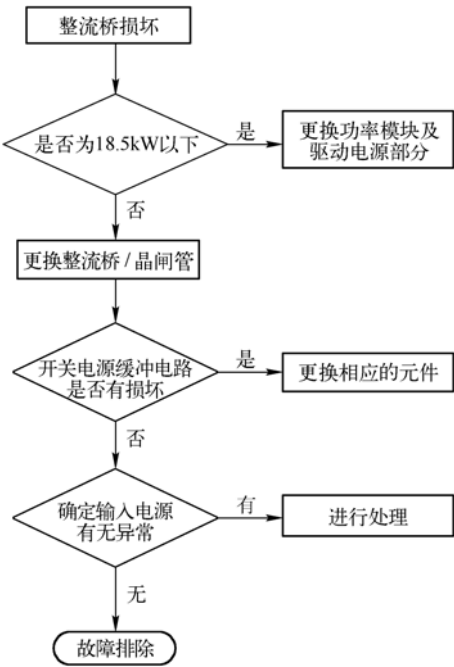 整流桥损坏
是否为18.5kW以下
是
更换功率模块及
驱动电源部分
否
更换整流桥/晶闸管
开关电源缓冲电路
是否有损坏
是
更换相应的元件
否
确定输入电源
有无异常
有
进行处理
无
故障排除